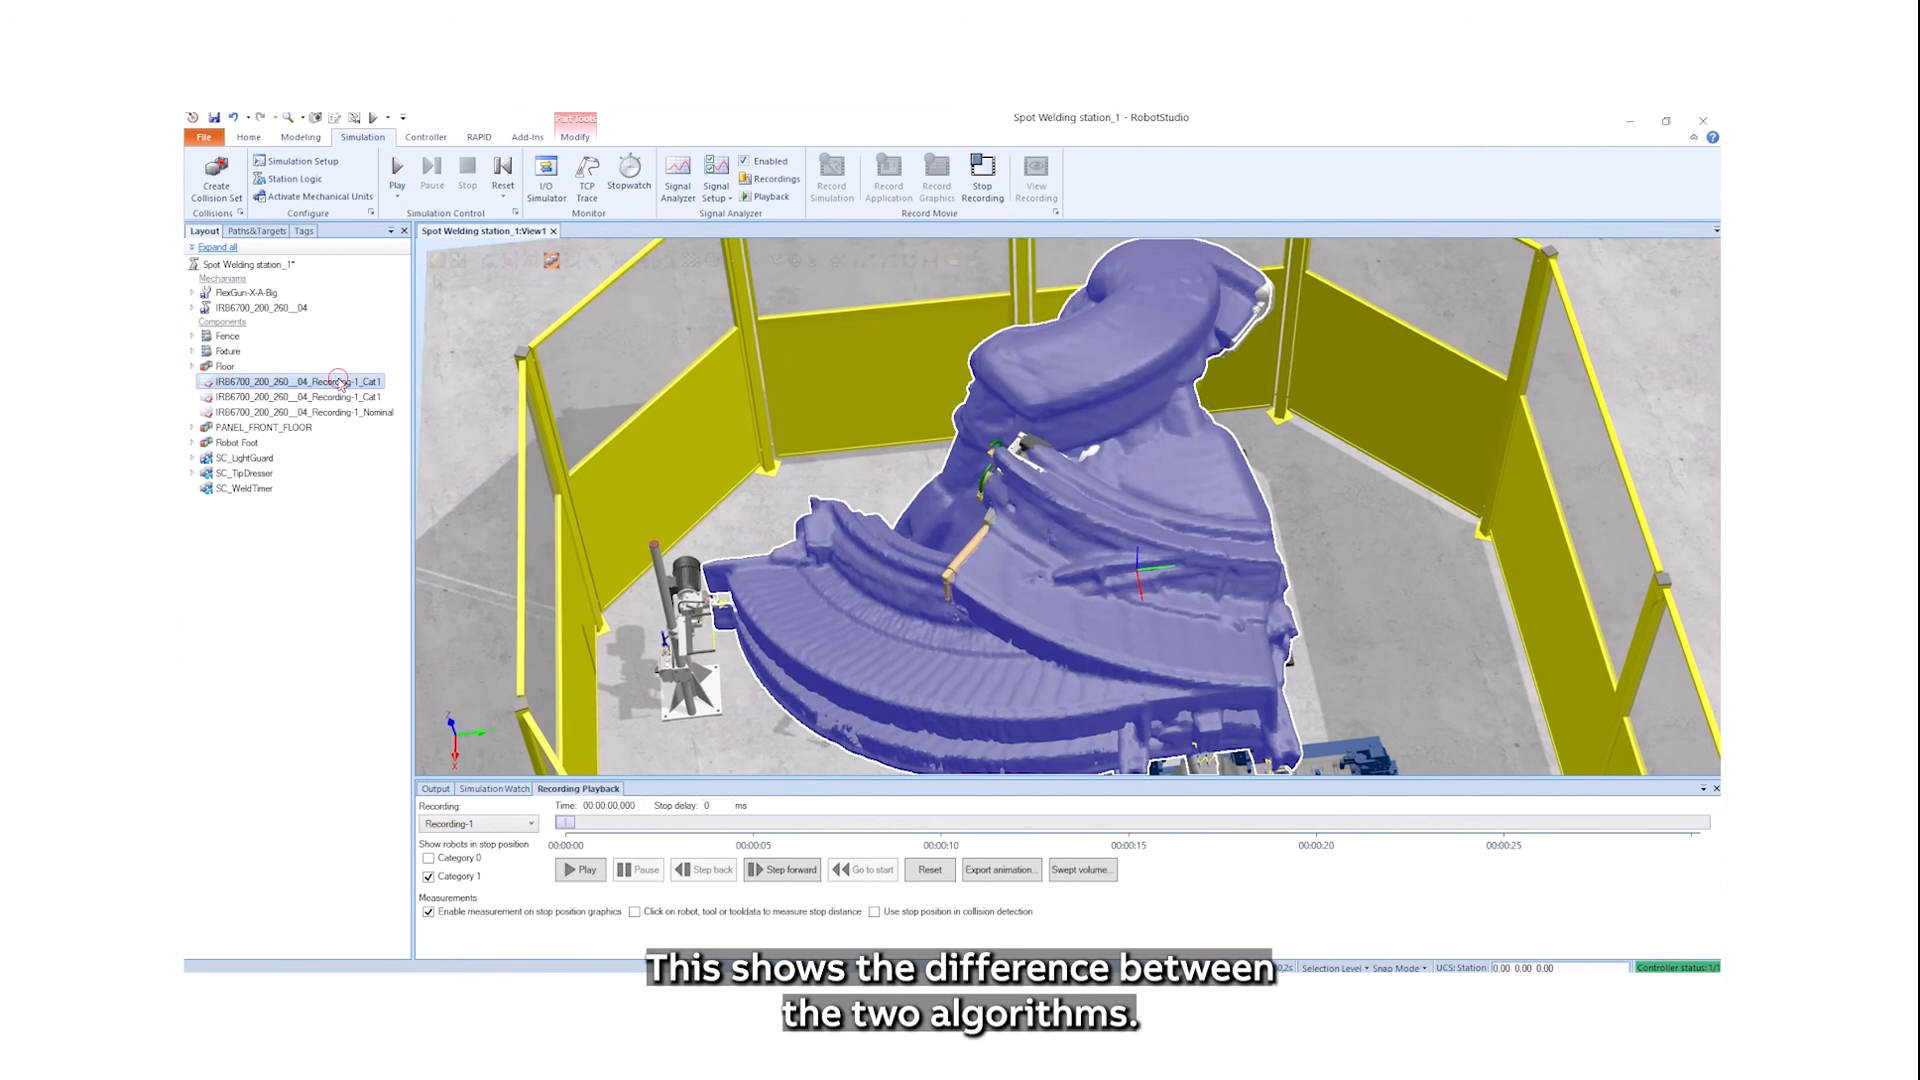 Part Tools
Spot Welding station_1 - RobotStudio
File Home Modeling Simulation Controller RAPID Add-Ins Modify
Create Collision Set
Simulation Setup
Station Logic
Activate Mechanical Units
Play Pause Stop Reset
I/O Simulator
TCP Trace
Stopwatch
Signal Analyzer
Signal Setup
Enabled
Recordings
Playback
Record Simulation
Record Application
Record Graphics
Stop Recording
View Recording
Collisions Configure Simulation Control Monitor Signal Analyzer Record Movie
Layout Paths&Targets Tags
Spot Welding station_1:View1
Expand all
Spot Welding station_1*
Mechanisms
FlexGun-X-A-Big
IRB6700_200_260__04
Components
Fence
Fixture
Floor
IRB6700_200_260__04_Recording-1_Cat1
IRB6700_200_260__04_Recording-1_Cat1
IRB6700_200_260__04_Recording-1_Nominal
PANEL_FRONT_FLOOR
Robot Foot
SC_LightGuard
SC_TipDresser
SC_WeldTimer
Z
X
Output Simulation Watch Recording Playback
Recording: Time: 00:00:00,000 Stop delay: 0 ms
Recording-1
Show robots in stop position
00:00:00 00:00:05 00:00:10 00:00:15 00:00:20 00:00:25
Category 0
Category 1
Play Pause Step back Step forward Go to start Reset Export animation... Swept volume...
Measurements
Enable measurement on stop position graphics Click on robot, tool or tooldata to measure stop distance Use stop position in collision detection
Selection Level Snap Mode UCS: Station 0,00 0,00 0,00 Controller status: 1/1
This shows the difference between
the two algorithms.